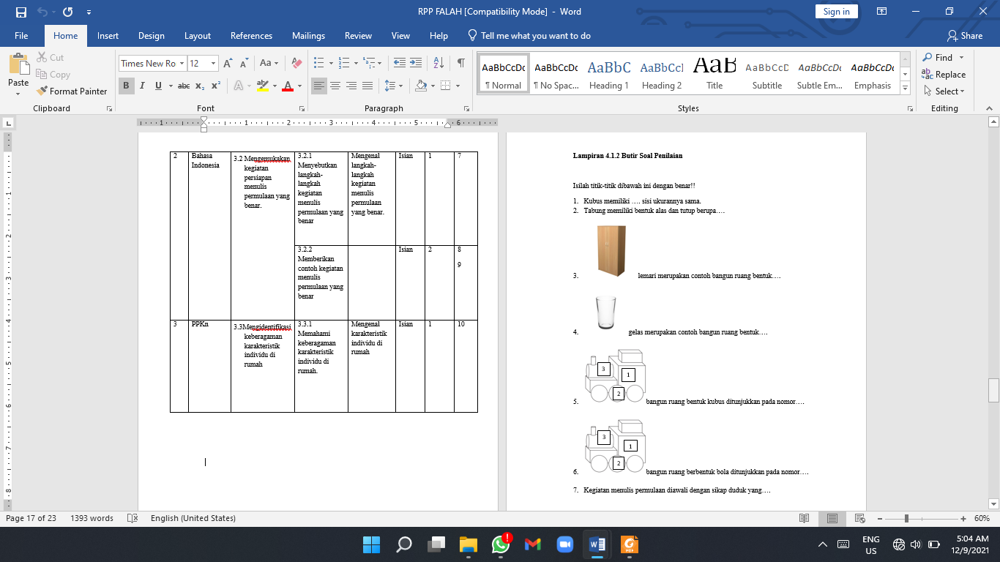 RPP FALAH [Compatibility Mode] - Word
Sign in
File Home Insert Design Layout References Mailings Review View Help Tell me what you want to do Share
Paste
Cut
Copy
Format Painter
Clipboard
Times New Ro 12
Font
Paragraph
AaBbCcDc AaBbCcDc AaBbC AaBbCcI AaB AaBbCcD AaBbCcDc AaBbCcDc
¶ Normal ¶ No Spac... Heading 1 Heading 2 Title Subtitle Subtle Em... Emphasis
Styles
Find
Replace
Select
Editing
2 Bahasa Indonesia
3.2 Mengemukakan
kegiatan
persiapan
menulis
permulaan yang
benar.
3.2.1
Menyebutkan
langkah-
langkah
kegiatan
menulis
permulaan yang
benar
Mengenal
langkah-
langkah
kegiatan
menulis
permulaan
yang benar.
Isian 1 7
3.2.2
Memberikan
contoh kegiatan
menulis
permulaan yang
benar
Isian 2 8
9
3 PPKn
3.3Mengidentifikasi
keberagaman
karakteristik
individu di
rumah
3.3.1
Memahami
keberagaman
karakteristik
individu di
rumah.
Mengenal
karakteristik
individu di
rumah
Isian 1 10
Lampiran 4.1.2 Butir Soal Penilaian
Isilah titik-titik dibawah ini dengan benar!!
1. Kubus memiliki .... sisi ukurannya sama.
2. Tabung memiliki bentuk alas dan tutup berupa….
3. lemari merupakan contoh bangun ruang bentuk….
4. gelas merupakan contoh bangun ruang bentuk….
3
1
2
5. bangun ruang bentuk kubus ditunjukkan pada nomor….
3
1
2
6. bangun ruang berbentuk bola ditunjukkan pada nomor….
7. Kegiatan menulis permulaan diawali dengan sikap duduk yang….
Page 17 of 23 1393 words English (United States) 60%
ENG
US
5:04 AM
12/9/2021